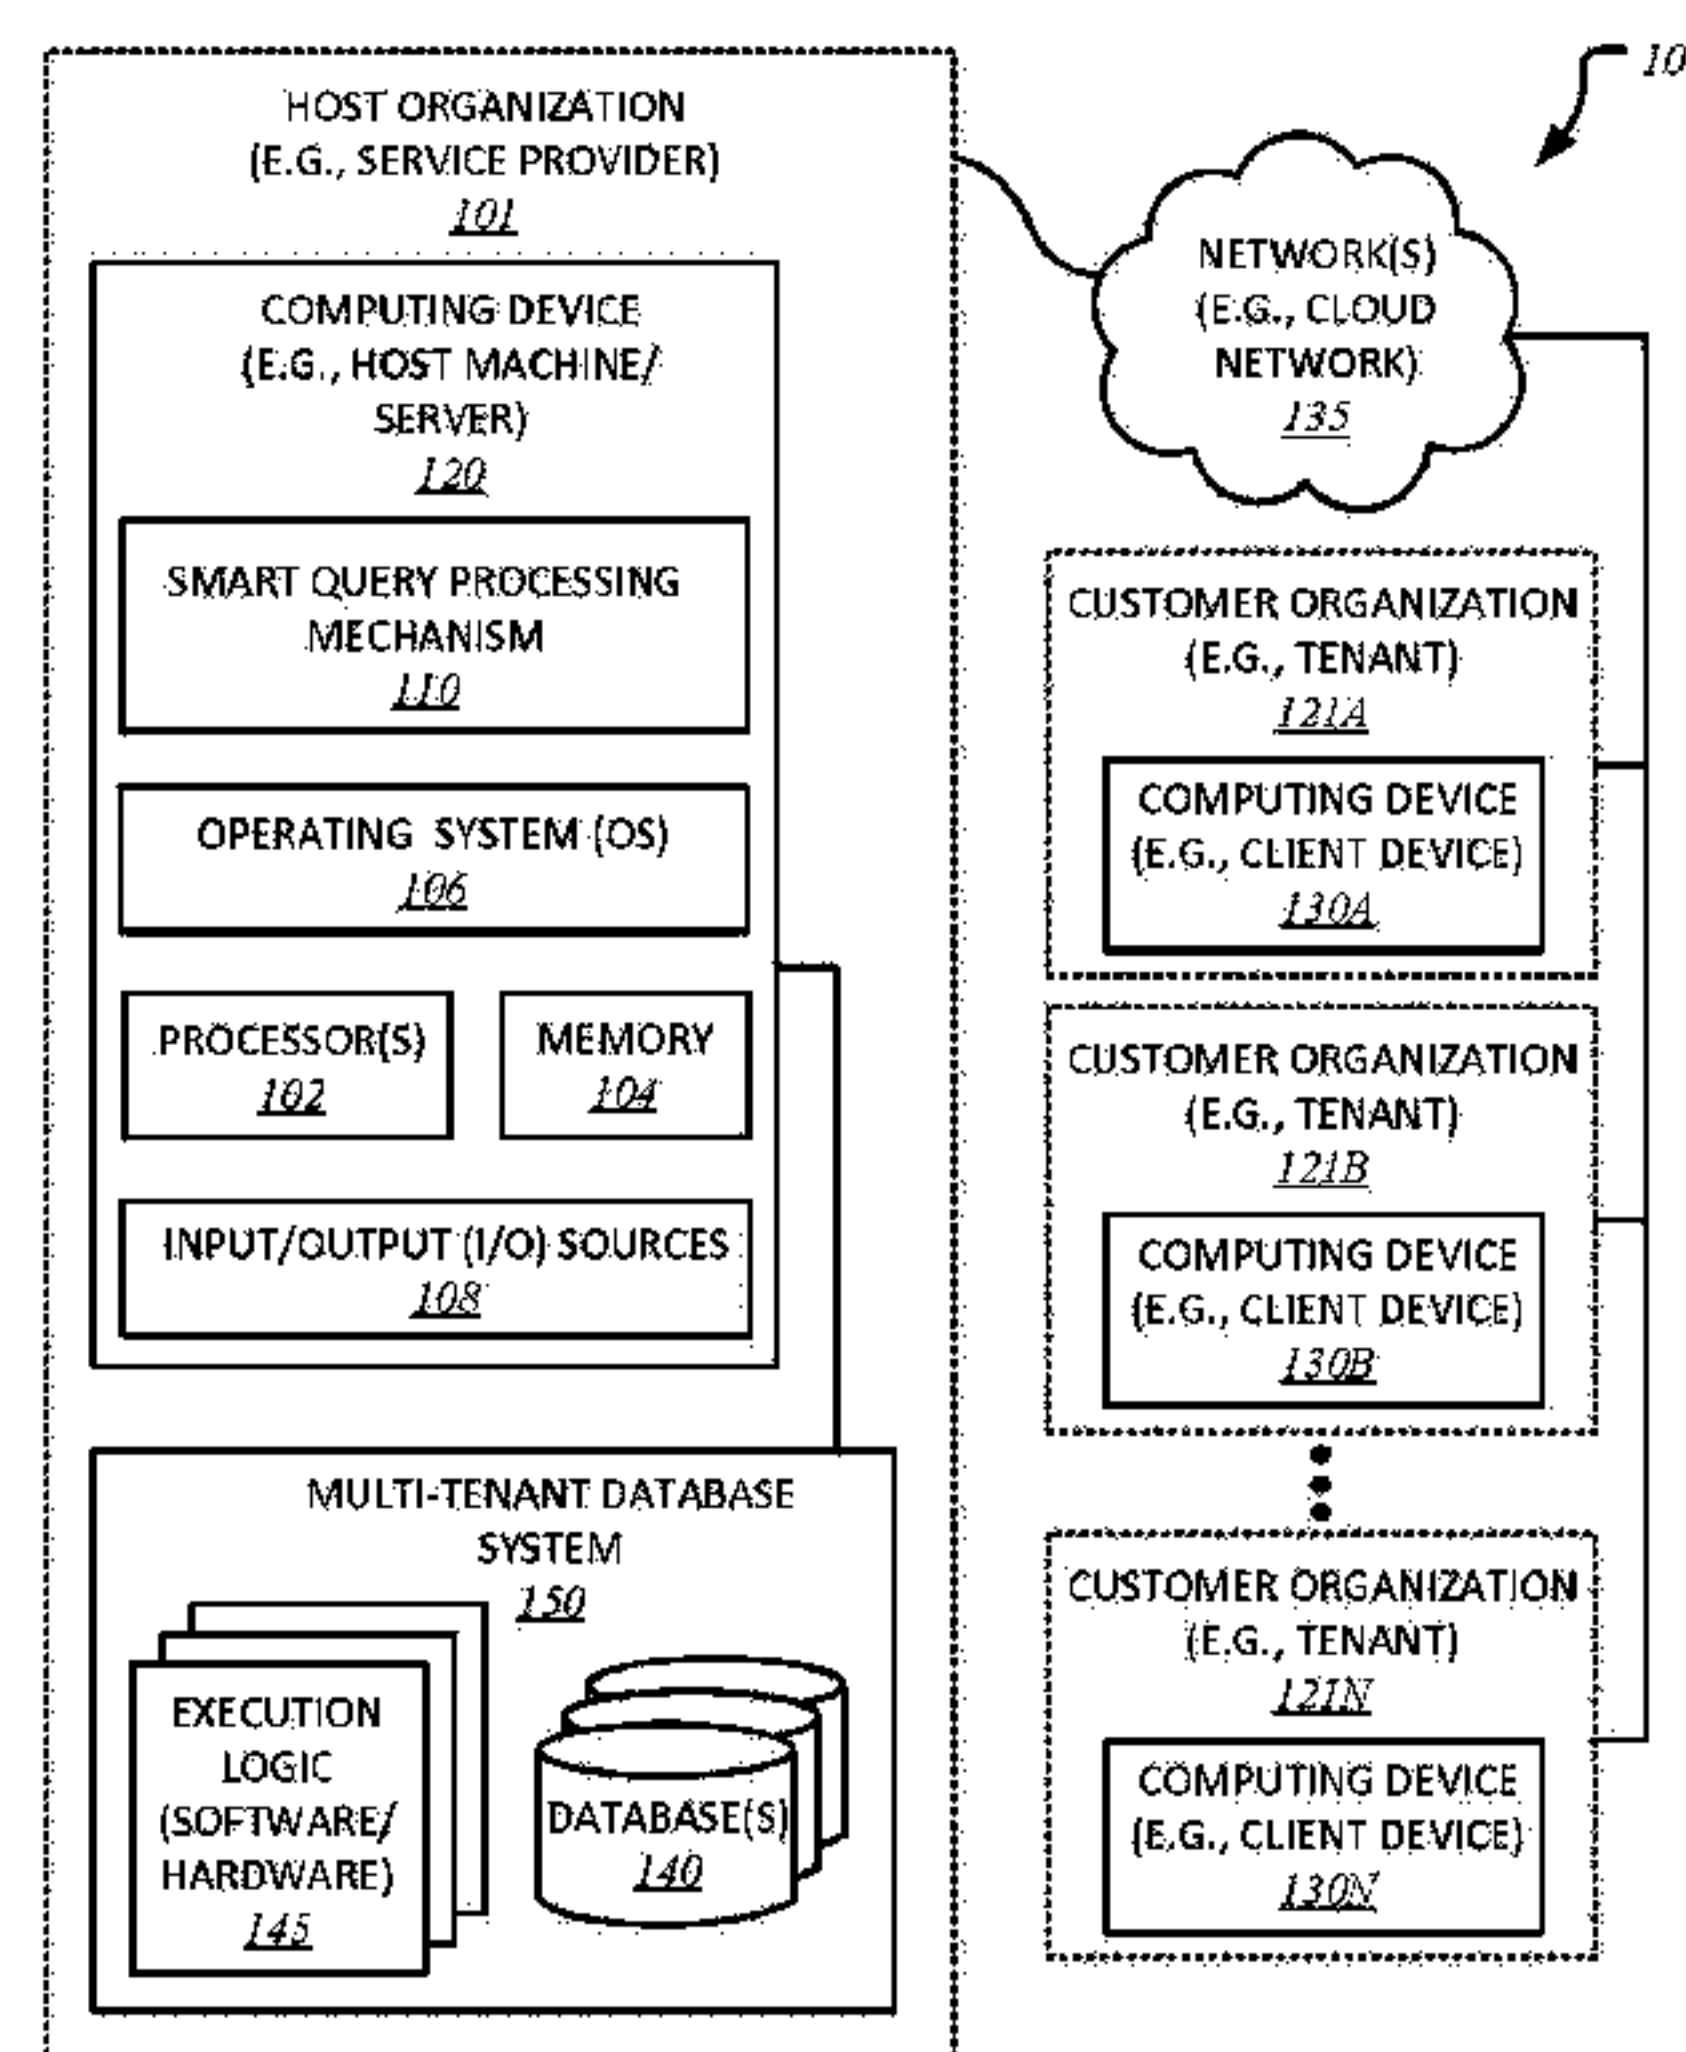 10
HOST ORGANIZATION
(E.G., SERVICE PROVIDER)
101
COMPUTING DEVICE
(E.G., HOST MACHINE/
SERVER)
120
SMART QUERY PROCESSING
MECHANISM
110
OPERATING SYSTEM (OS)
106
PROCESSOR(S)
102
MEMORY
104
INPUT/OUTPUT (I/O) SOURCES
108
MULTI-TENANT DATABASE
SYSTEM
150
EXECUTION
LOGIC
(SOFTWARE/
HARDWARE)
145
DATABASE(S)
140
NETWORK(S)
(E.G., CLOUD
NETWORK)
135
CUSTOMER ORGANIZATION
(E.G., TENANT)
121A
COMPUTING DEVICE
(E.G., CLIENT DEVICE)
130A
CUSTOMER ORGANIZATION
(E.G., TENANT)
121B
COMPUTING DEVICE
(E.G., CLIENT DEVICE)
130B
CUSTOMER ORGANIZATION
(E.G., TENANT)
121N
COMPUTING DEVICE
(E.G., CLIENT DEVICE)
130N